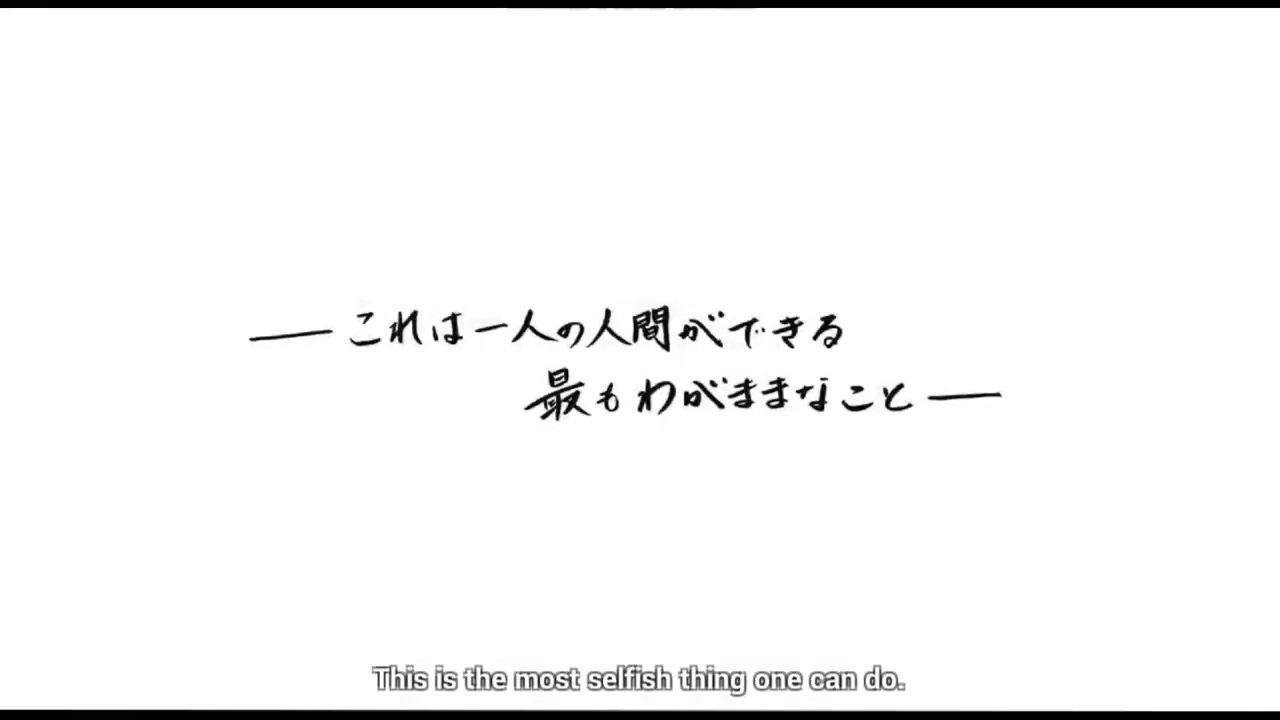 ── これは一人の人間ができる
最もわがままなこと ──
This is the most selfish thing one can do.